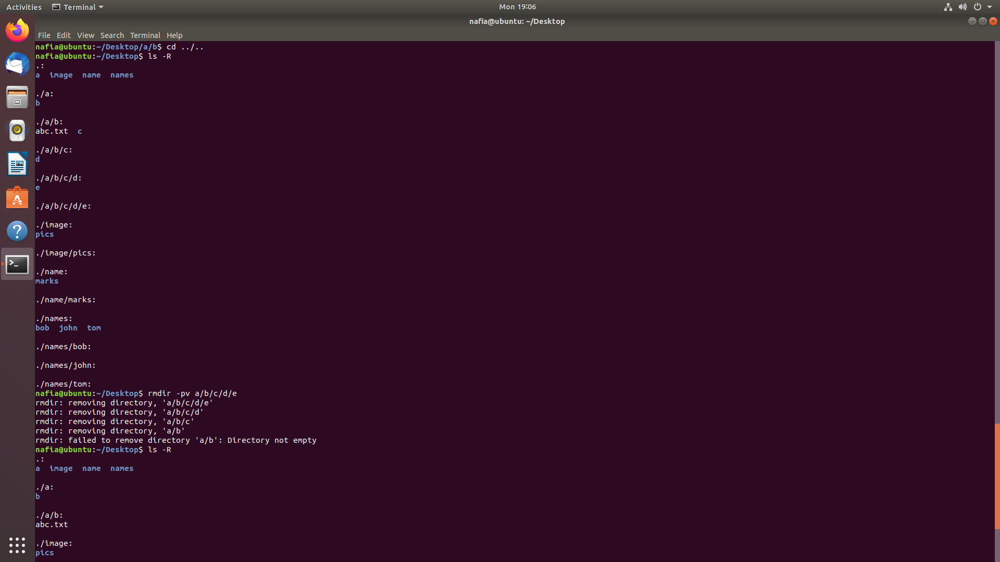 Activities Terminal Mon 19:06
nafia@ubuntu: ~/Desktop
File Edit View Search Terminal Help
nafia@ubuntu:~/Desktop/a/b$ cd ../..
nafia@ubuntu:~/Desktop$ ls -R
.:
a  image  name  names
./a:
b
./a/b:
abc.txt  c
./a/b/c:
d
./a/b/c/d:
e
./a/b/c/d/e:
./image:
pics
./image/pics:
./name:
marks
./name/marks:
./names:
bob  john  tom
./names/bob:
./names/john:
./names/tom:
nafia@ubuntu:~/Desktop$ rmdir -pv a/b/c/d/e
rmdir: removing directory, 'a/b/c/d/e'
rmdir: removing directory, 'a/b/c/d'
rmdir: removing directory, 'a/b/c'
rmdir: removing directory, 'a/b'
rmdir: failed to remove directory 'a/b': Directory not empty
nafia@ubuntu:~/Desktop$ ls -R
.:
a  image  name  names
./a:
b
./a/b:
abc.txt
./image:
pics